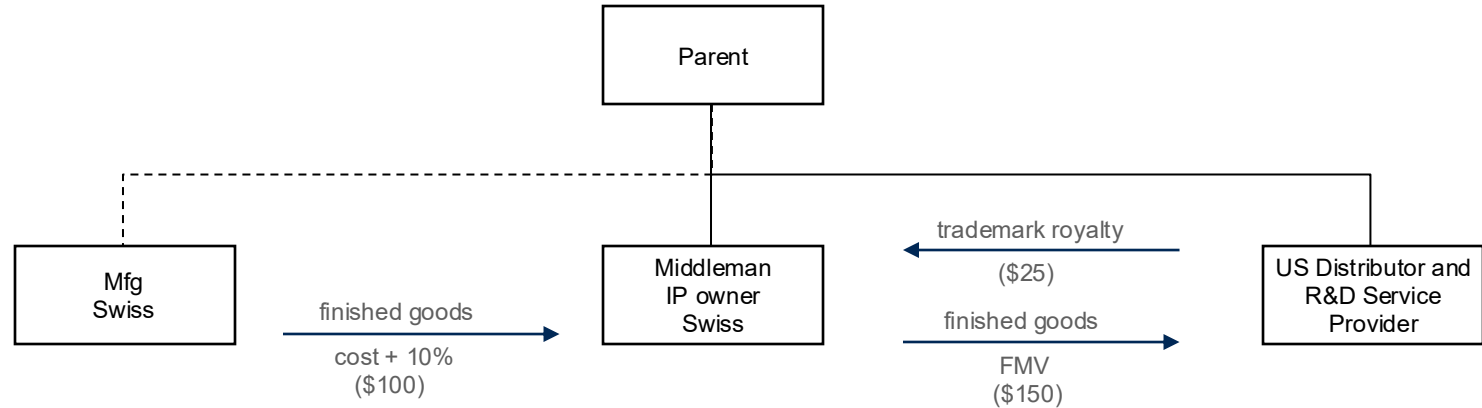 Parent
Mfg
Swiss
finished goods
cost + 10%
($100)
Middleman
IP owner
Swiss
trademark royalty
($25)
finished goods
FMV
($150)
US Distributor and
R&D Service
Provider